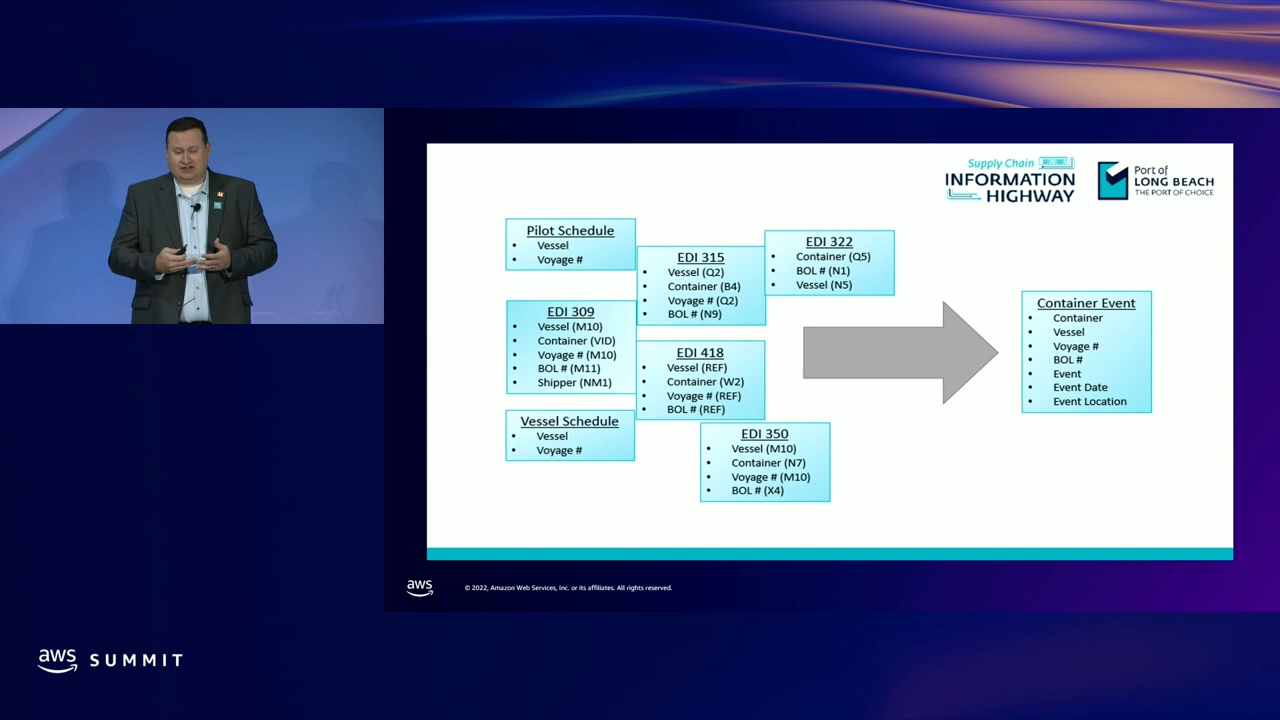 Supply Chain
INFORMATION
HIGHWAY
Port of
LONG BEACH
THE PORT OF CHOICE
Pilot Schedule
• Vessel
• Voyage #
EDI 315
• Vessel (Q2)
• Container (B4)
• Voyage # (Q2)
• BOL # (N9)
EDI 322
• Container (Q5)
• BOL # (N1)
• Vessel (N5)
EDI 309
• Vessel (M10)
• Container (VID)
• Voyage # (M10)
• BOL # (M11)
• Shipper (NM1)
EDI 418
• Vessel (REF)
• Container (W2)
• Voyage # (REF)
• BOL # (REF)
Vessel Schedule
• Vessel
• Voyage #
EDI 350
• Vessel (M10)
• Container (N7)
• Voyage # (M10)
• BOL # (X4)
Container Event
• Container
• Vessel
• Voyage #
• BOL #
• Event
• Event Date
• Event Location
aws
© 2022, Amazon Web Services, Inc. or its affiliates. All rights reserved.
aws SUMMIT